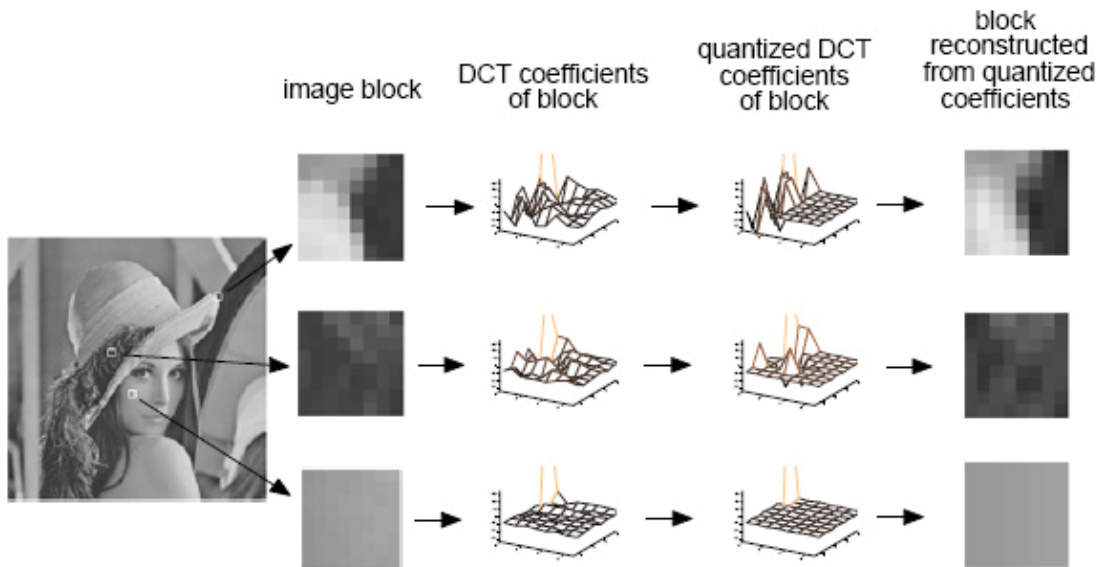 image block
DCT coefficients
of block
quantized DCT
coefficients
of block
block
reconstructed
from quantized
coefficients